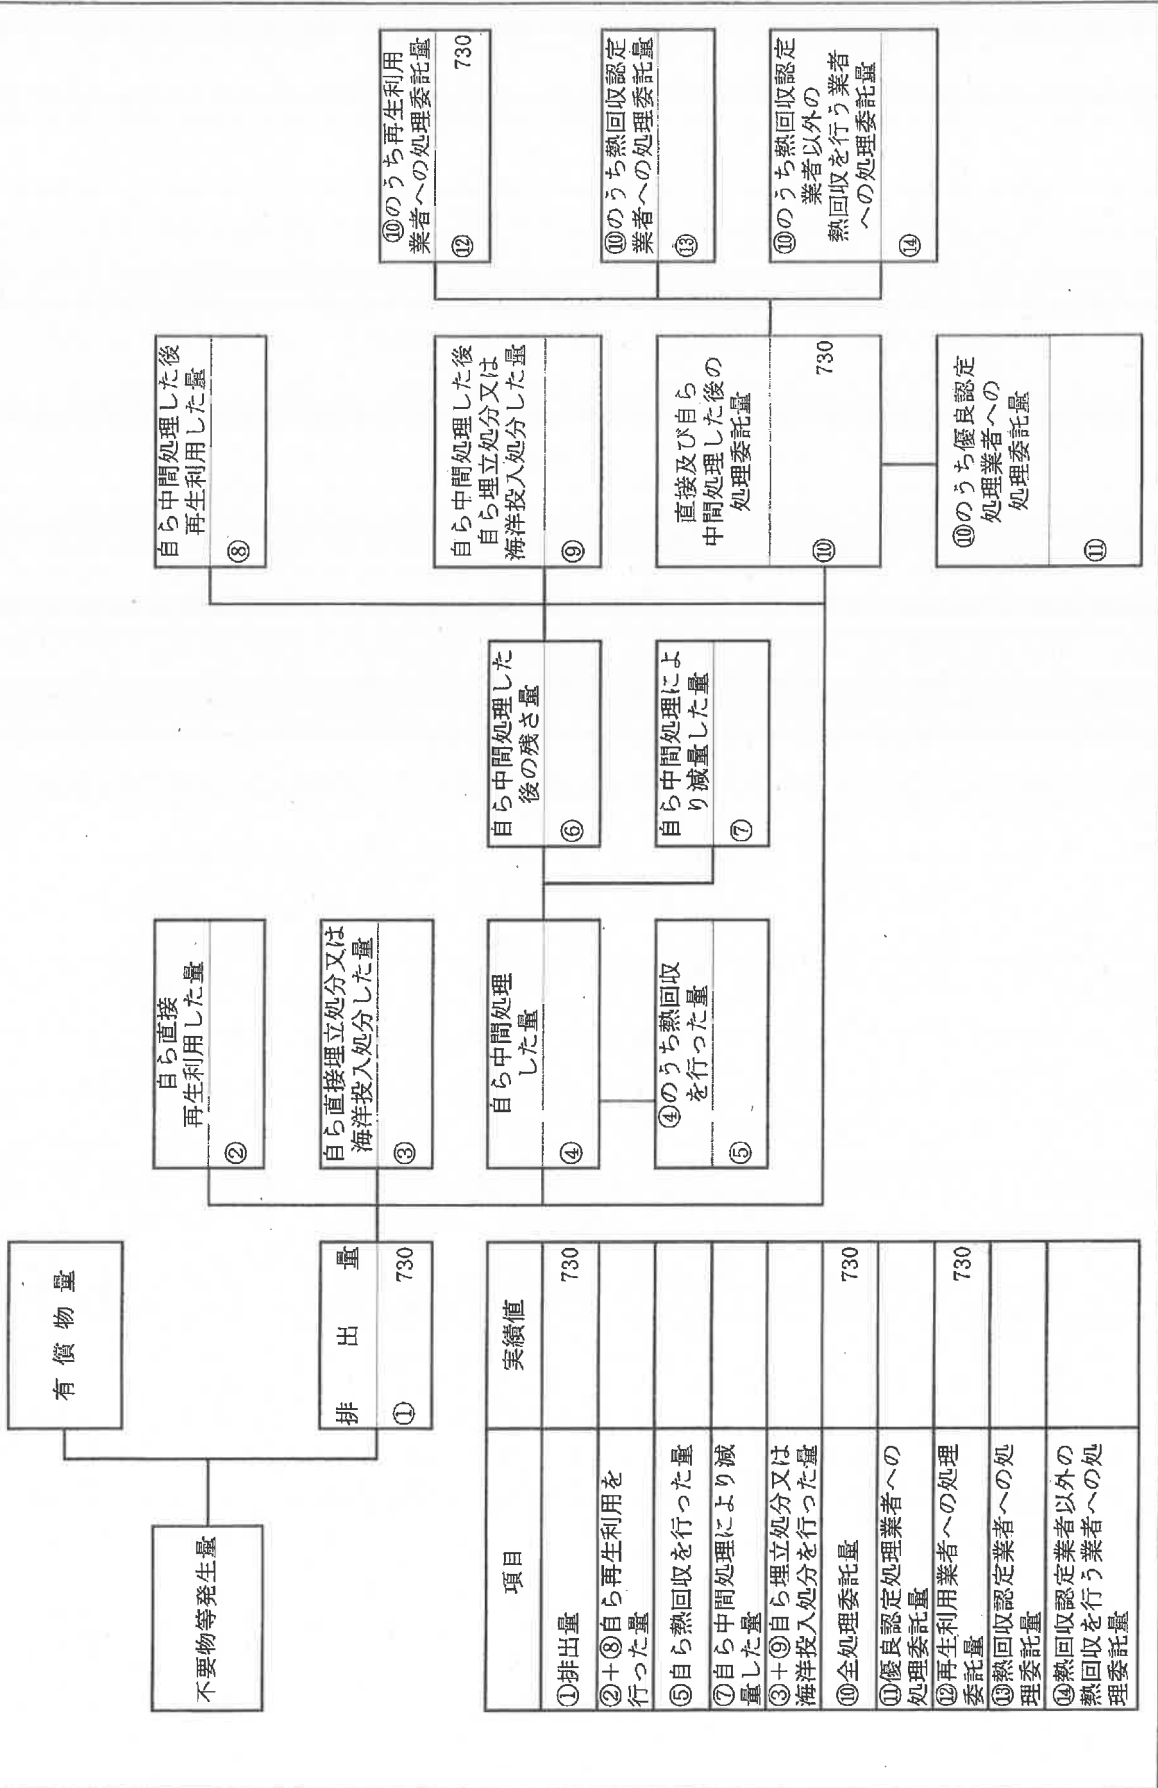 不要物等発生量
有償物量
排出量
① 730
自ら直接
再生利用した量
②
自ら直接埋立処分又は
海洋投入処分した量
③
自ら中間処理
した量
④
④のうち熱回収
を行った量
⑤
自ら中間処理した
後の残さ量
⑥
自ら中間処理によ
り減量した量
⑦
自ら中間処理した後
再生利用した量
⑧
自ら中間処理した後
自ら埋立処分又は
海洋投入処分した量
⑨
直接及び自ら
中間処理した後の
処理委託量
⑩ 730
⑩のうち優良認定
処理業者への
処理委託量
⑪
⑩のうち再生利用
業者への処理委託量
⑫ 730
⑩のうち熱回収認定
業者への処理委託量
⑬
⑩のうち熱回収認定
業者以外の
熱回収を行う業者
への処理委託量
⑭
項目 実績値
①排出量 730
②+⑧自ら再生利用を
行った量
⑤自ら熱回収を行った量
⑦自ら中間処理により減
量した量
③+⑨自ら埋立処分又は
海洋投入処分を行った量
⑩全処理委託量 730
⑪優良認定処理業者への
処理委託量
⑫再生利用業者への処理
委託量 730
⑬熱回収認定業者への処
理委託量
⑭熱回収認定業者以外の
熱回収を行う業者への処
理委託量